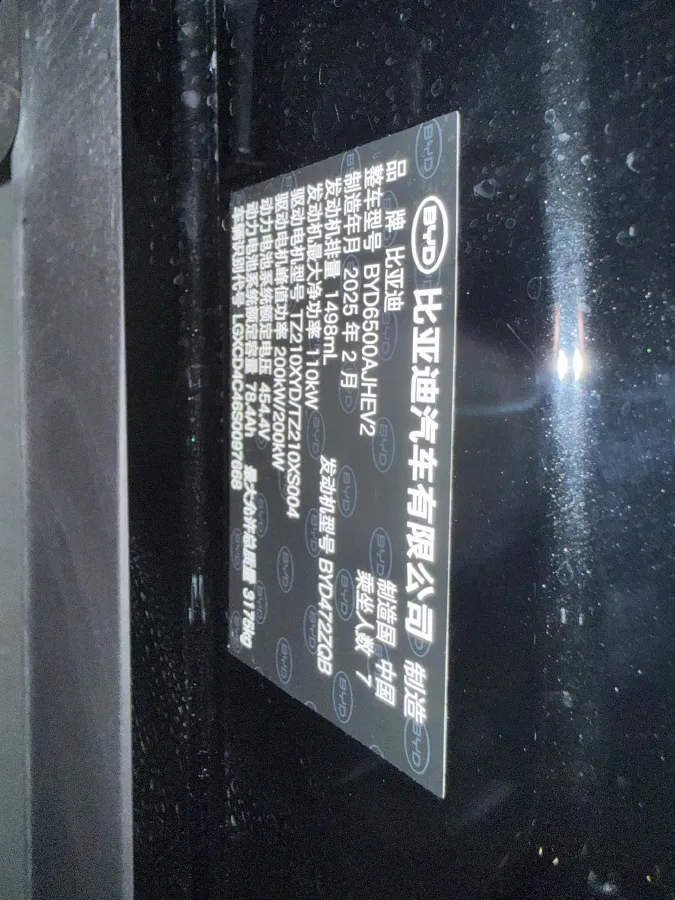 BYD 比亚迪汽车有限公司 制造
品 牌 比亚迪 制造国 中国
整车型号 BYD6500AJHEV2 乘坐人数 7
制造年月 2025 年 2 月
发动机排量 1498mL 发动机型号 BYD472ZQB
发动机最大净功率 110kW
驱动电机型号 TZ210XYD/TZ210XS004
驱动电机峰值功率 200kW/200kW
动力电池系统额定电压 454.4V
动力电池系统额定容量 78.4Ah 最大允许总质量 3175kg
车辆识别代号